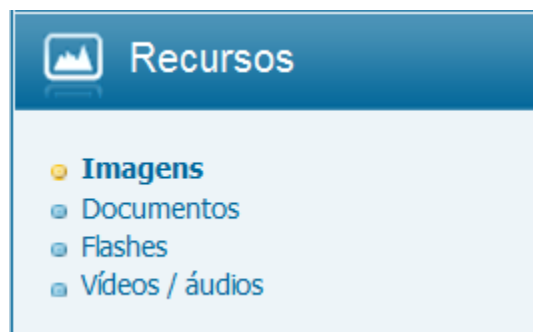 Recursos
Imagens
Documentos
Flashes
Vídeos / áudios